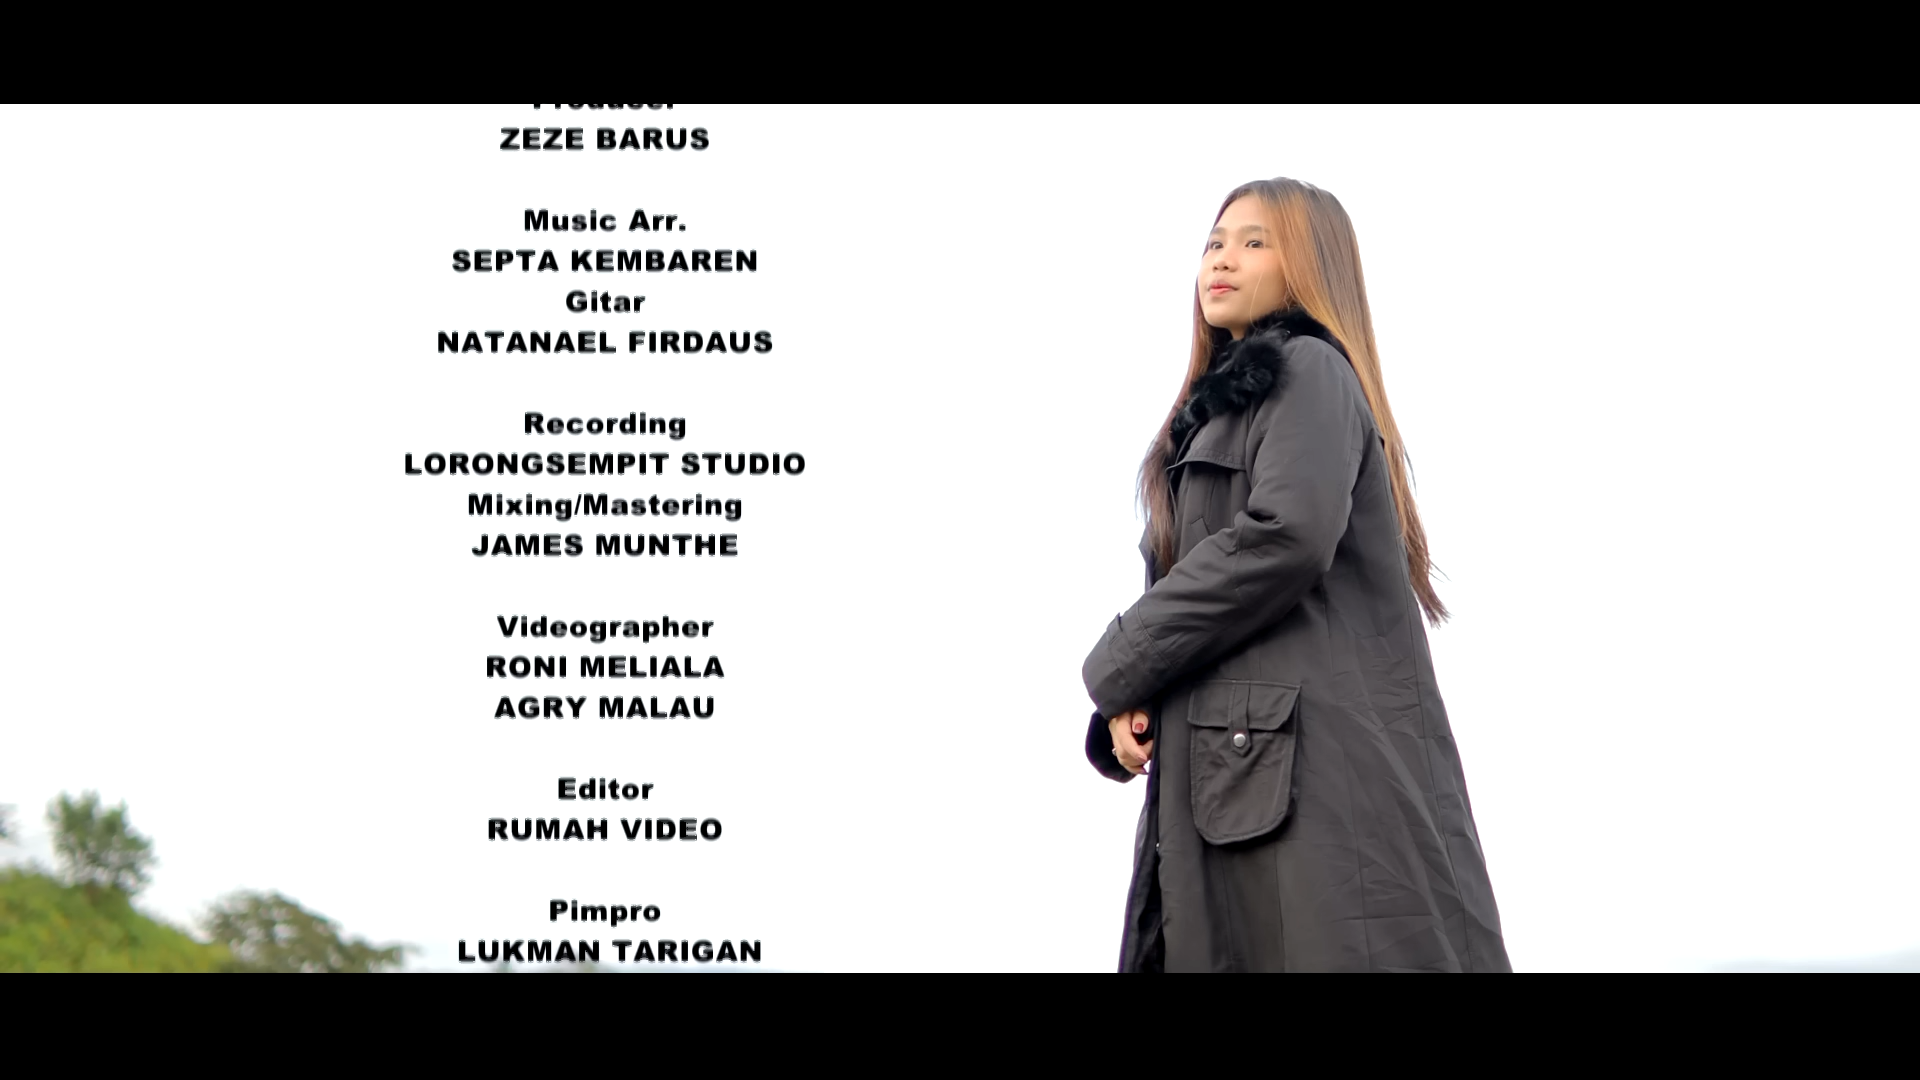 Producer
ZEZE BARUS
Music Arr.
SEPTA KEMBAREN
Gitar
NATANAEL FIRDAUS
Recording
LORONGSEMPIT STUDIO
Mixing/Mastering
JAMES MUNTHE
Videographer
RONI MELIALA
AGRY MALAU
Editor
RUMAH VIDEO
Pimpro
LUKMAN TARIGAN